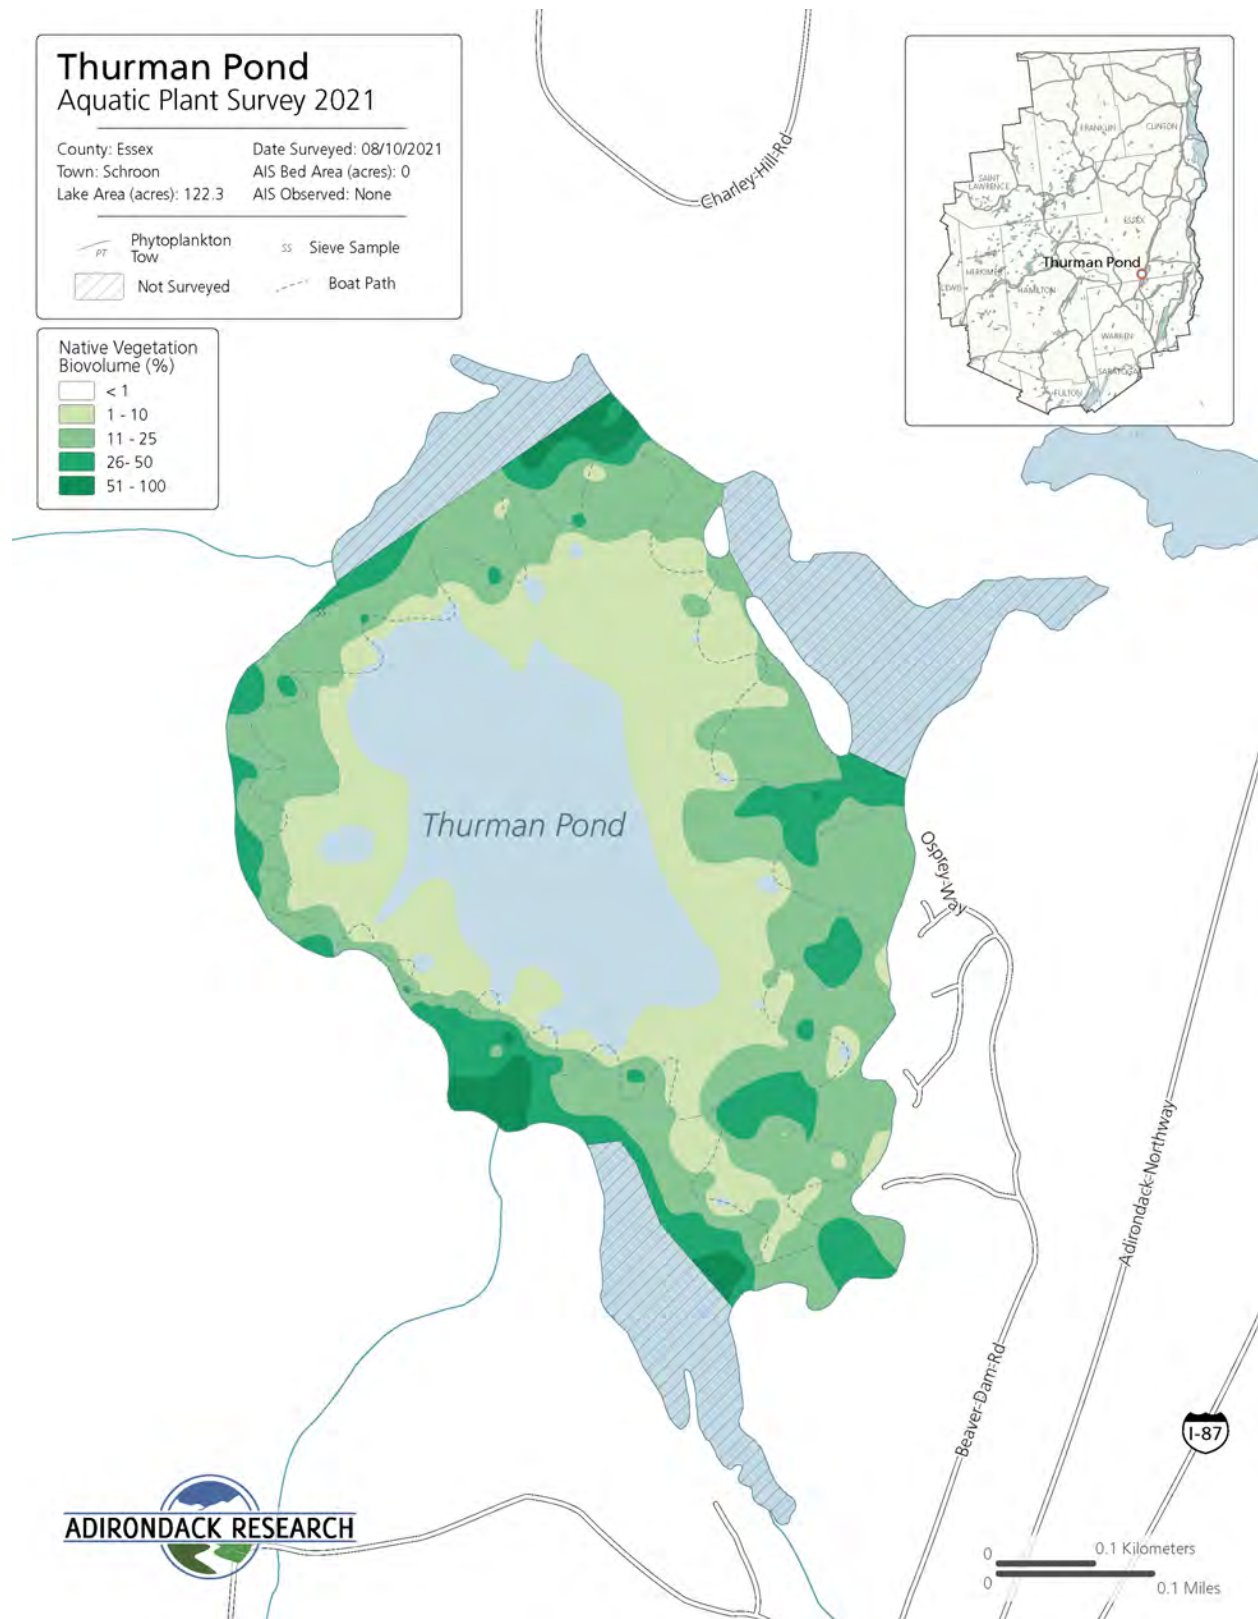 Thurman Pond
Aquatic Plant Survey 2021
County: Essex
Date Surveyed: 08/10/2021
Town: Schroon
AIS Bed Area (acres): 0
Lake Area (acres): 122.3
AIS Observed: None
PT
Phytoplankton
Tow
SS
Sieve Sample
Not Surveyed
Boat Path
Native Vegetation
Biovolume (%)
< 1
1 - 10
11 - 25
26- 50
51 - 100
Charley-Hill-Rd
FRANKLIN
CLINTON
SAINT
LAWRENCE
ESSEX
Thurman Pond
HERKIMER
LEWIS
HAMILTON
WARREN
SARATOGA
FULTON
SS
Thurman Pond
Osprey-Way
Adirondack-Northway
Beaver-Dam-Rd
I-87
ADIRONDACK RESEARCH
0
0.1 Kilometers
0
0.1 Miles